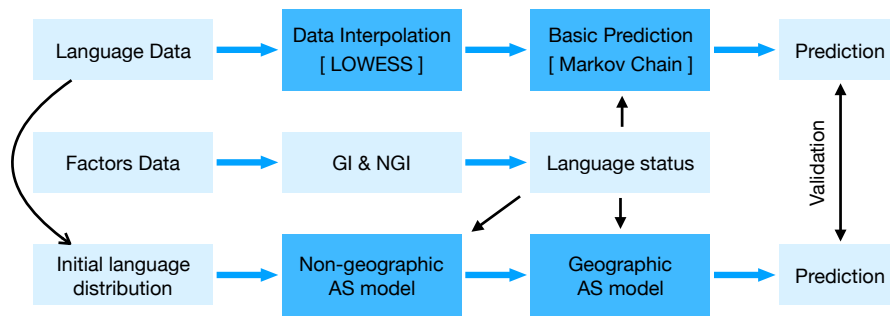 Language Data
Data Interpolation
[ LOWESS ]
Basic Prediction
[ Markov Chain ]
Prediction
Factors Data
GI & NGI
Language status
Validation
Initial language
distribution
Non-geographic
AS model
Geographic
AS model
Prediction